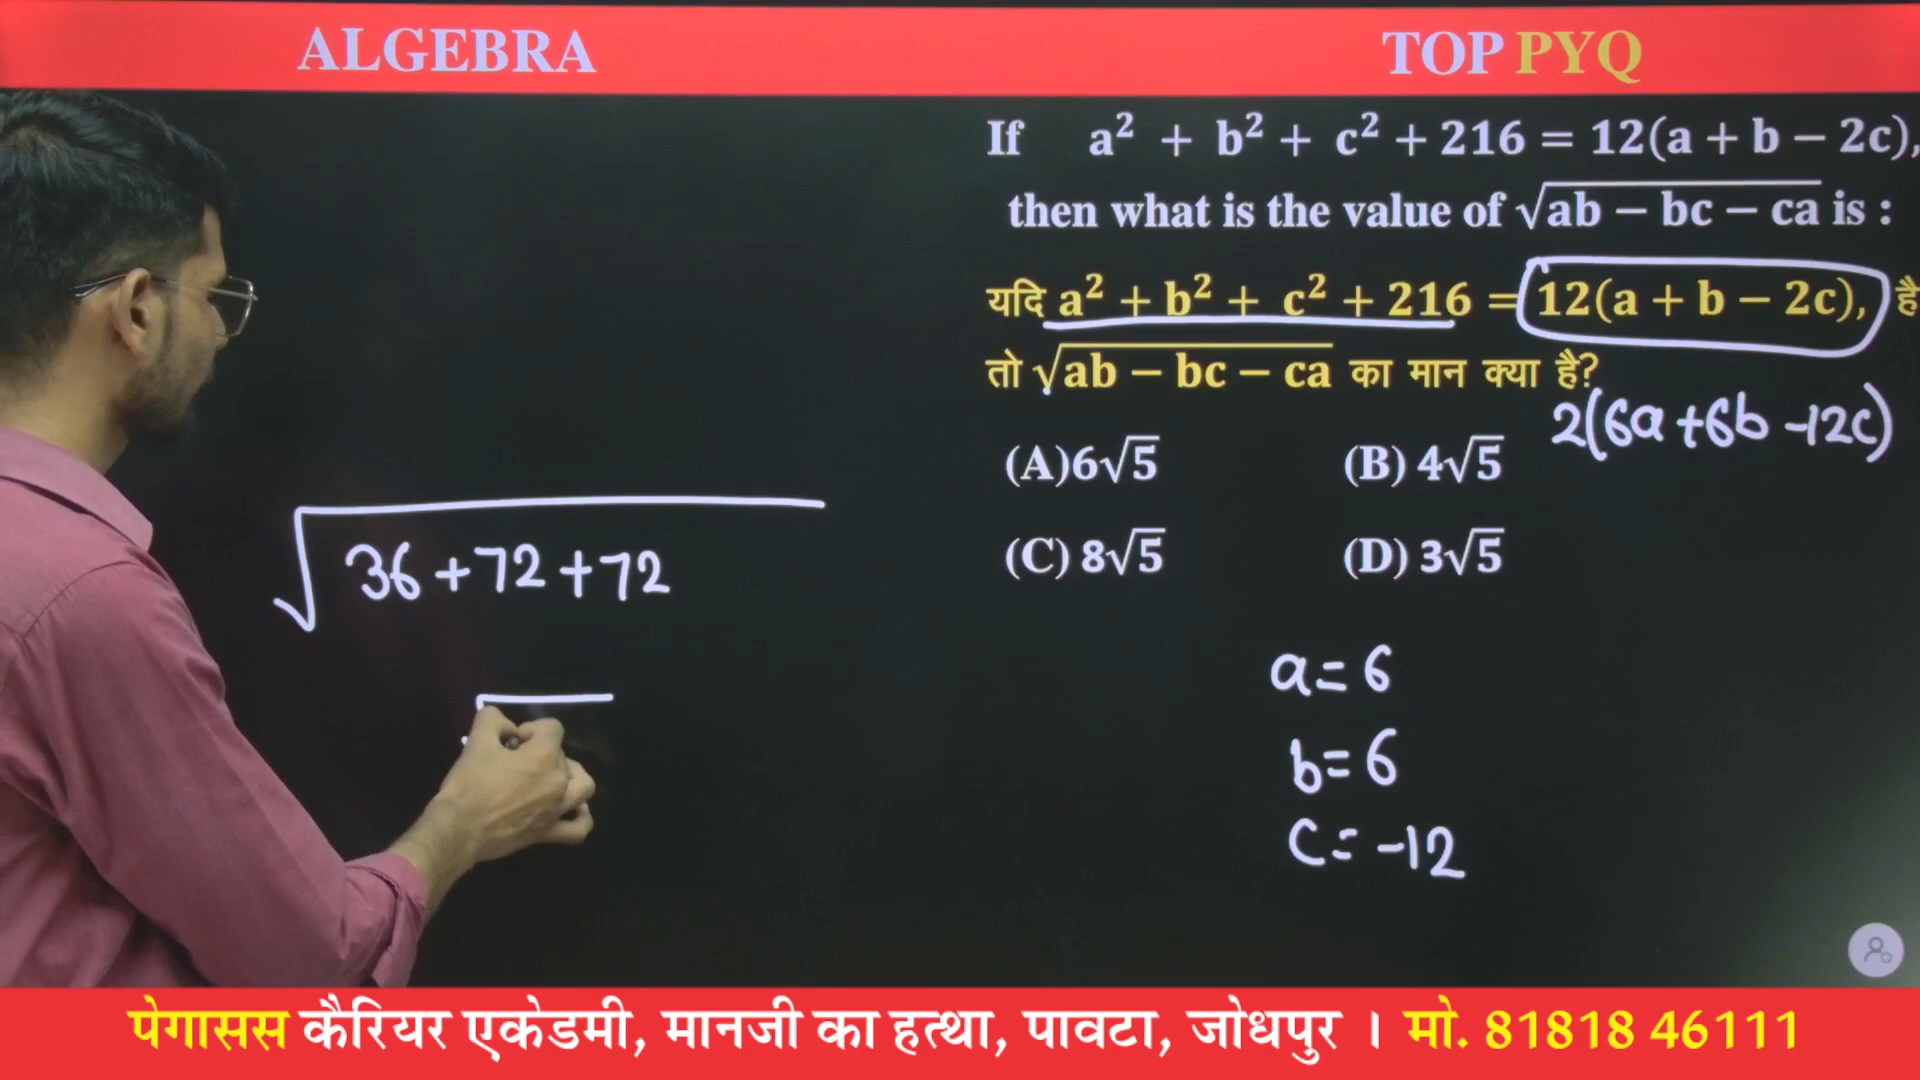 ALGEBRA
TOP PYQ
If a² + b² + c² + 216 = 12(a + b − 2c),
then what is the value of √ab − bc − ca is :
यदि a² + b² + c² + 216 = 12(a + b − 2c), है
तो √ab − bc − ca का मान क्या है?
2(6a+6b-12c)
(A)6√5 (B) 4√5
(C) 8√5 (D) 3√5
√36+72+72
a=6
b=6
c=-12
पेगासस कैरियर एकेडमी, मानजी का हत्था, पावटा, जोधपुर । मो. 81818 46111